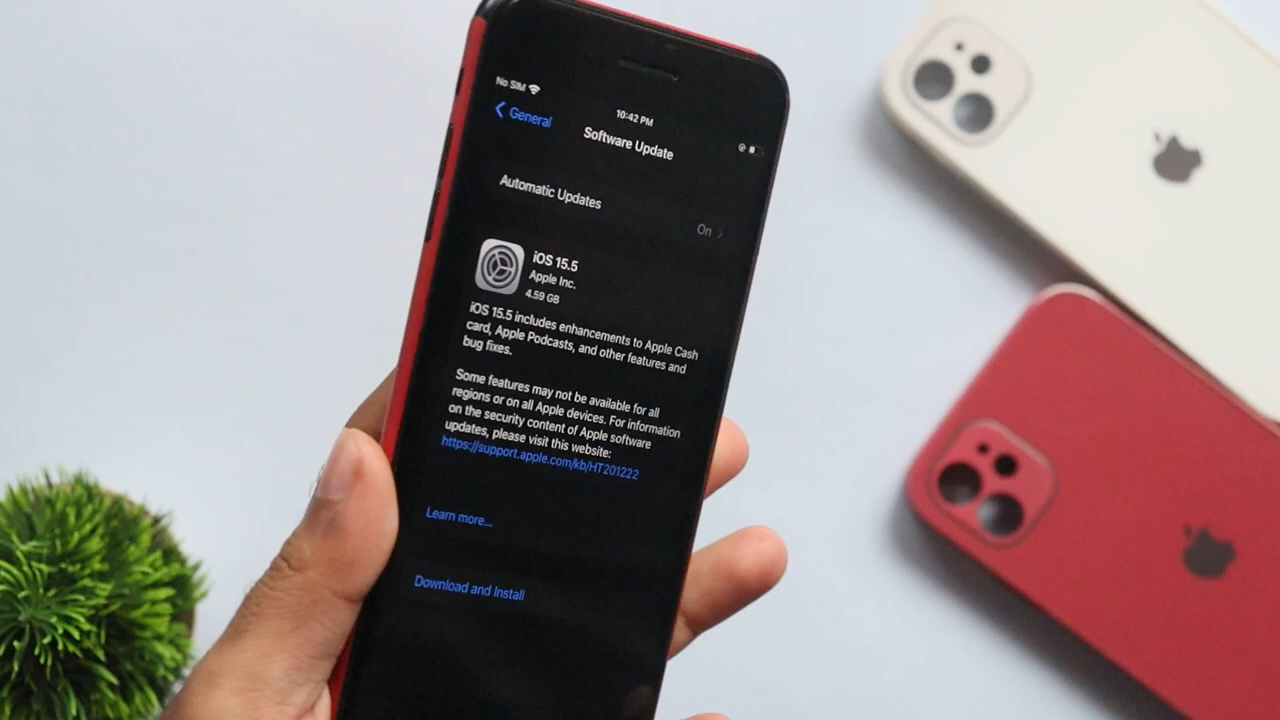 No SIM
10:42 PM
General
Software Update
Automatic Updates
On
iOS 15.5
Apple Inc.
4.59 GB
iOS 15.5 includes enhancements to Apple Cash
card, Apple Podcasts, and other features and
bug fixes.
Some features may not be available for all
regions or on all Apple devices. For information
on the security content of Apple software
updates, please visit this website:
https://support.apple.com/kb/HT201222
Learn more...
Download and Install